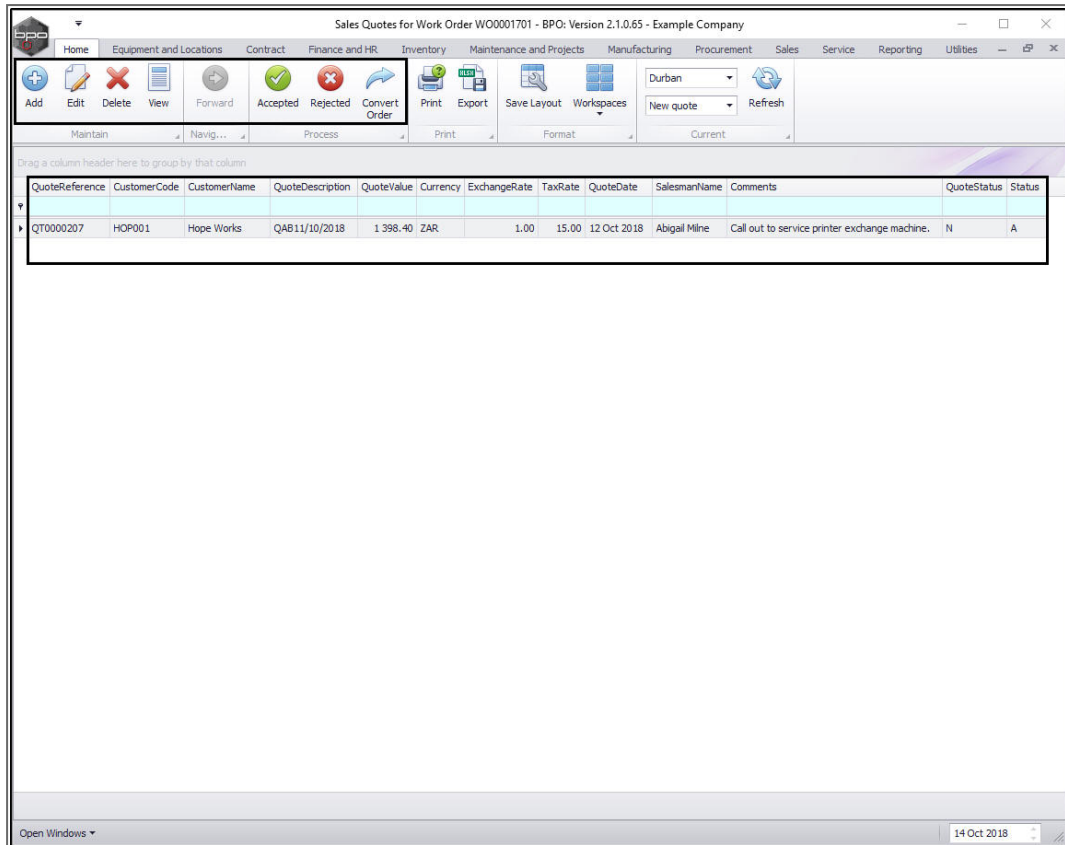 bpo
Sales Quotes for Work Order WO0001701 - BPO: Version 2.1.0.65 - Example Company
Home Equipment and Locations Contract Finance and HR Inventory Maintenance and Projects Manufacturing Procurement Sales Service Reporting Utilities
Add Edit Delete View Forward Accepted Rejected Convert Order Print Export Save Layout Workspaces Durban New quote Refresh
XLSX
Maintain Navig... Process Print Format Current
Drag a column header here to group by that column
QuoteReference CustomerCode CustomerName QuoteDescription QuoteValue Currency ExchangeRate TaxRate QuoteDate SalesmanName Comments QuoteStatus Status
QT0000207 HOP001 Hope Works QAB11/10/2018 1 398.40 ZAR 1.00 15.00 12 Oct 2018 Abigail Milne Call out to service printer exchange machine. N A
Open Windows 14 Oct 2018